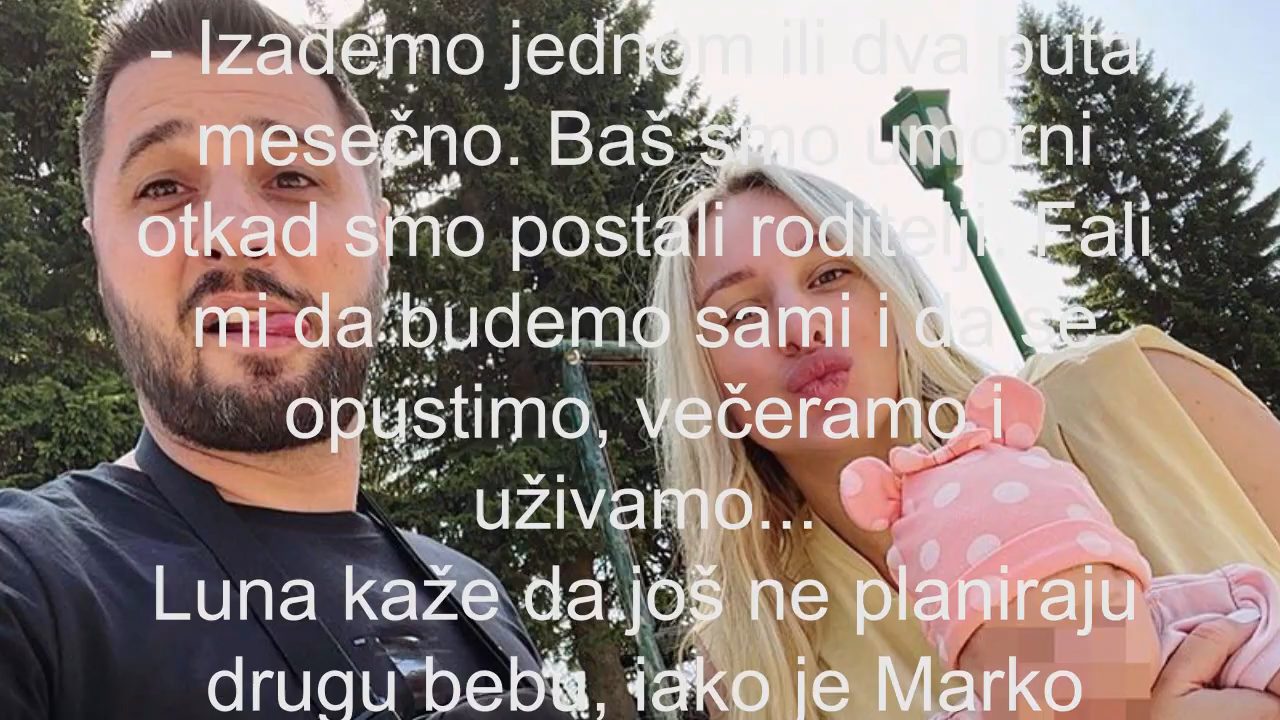 - Izađemo jednom ili dva puta
mesečno. Baš smo umorni
otkad smo postali roditelji. Fali
mi da budemo sami i da se
opustimo, večeramo i
uživamo...
Luna kaže da još ne planiraju
drugu bebu, iako je Marko